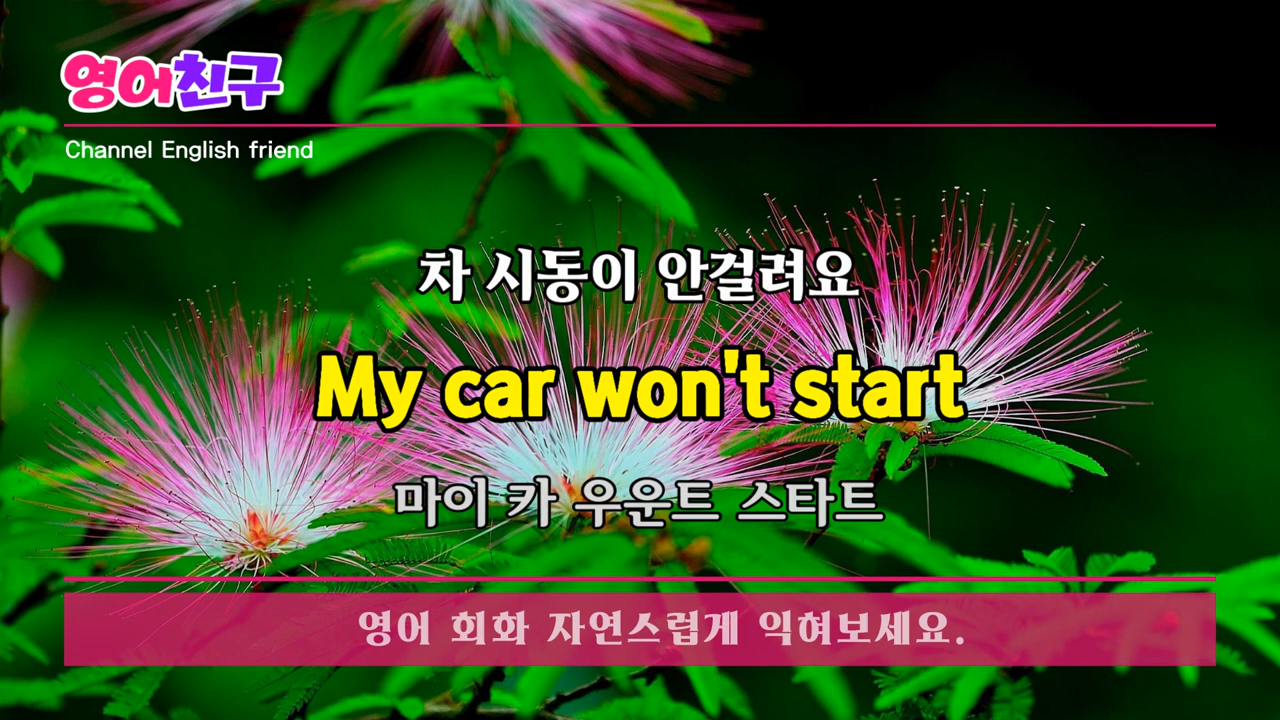 영어친구
Channel English friend
차 시동이 안걸려요
My car won't start
마이 카 우운트 스타트
영어 회화 자연스럽게 익혀보세요.